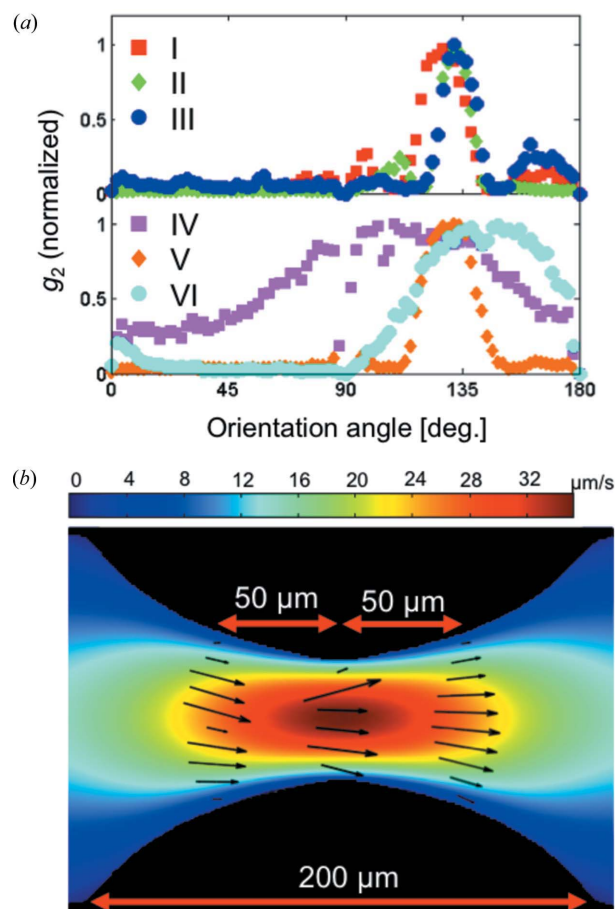 (a)
I
II
III
1
0.5
0
IV
V
VI
1
0.5
0
g₂ (normalized)
0 45 90 135 180
Orientation angle [deg.]
(b)
0 4 8 12 16 20 24 28 32 µm/s
50 µm 50 µm
200 µm